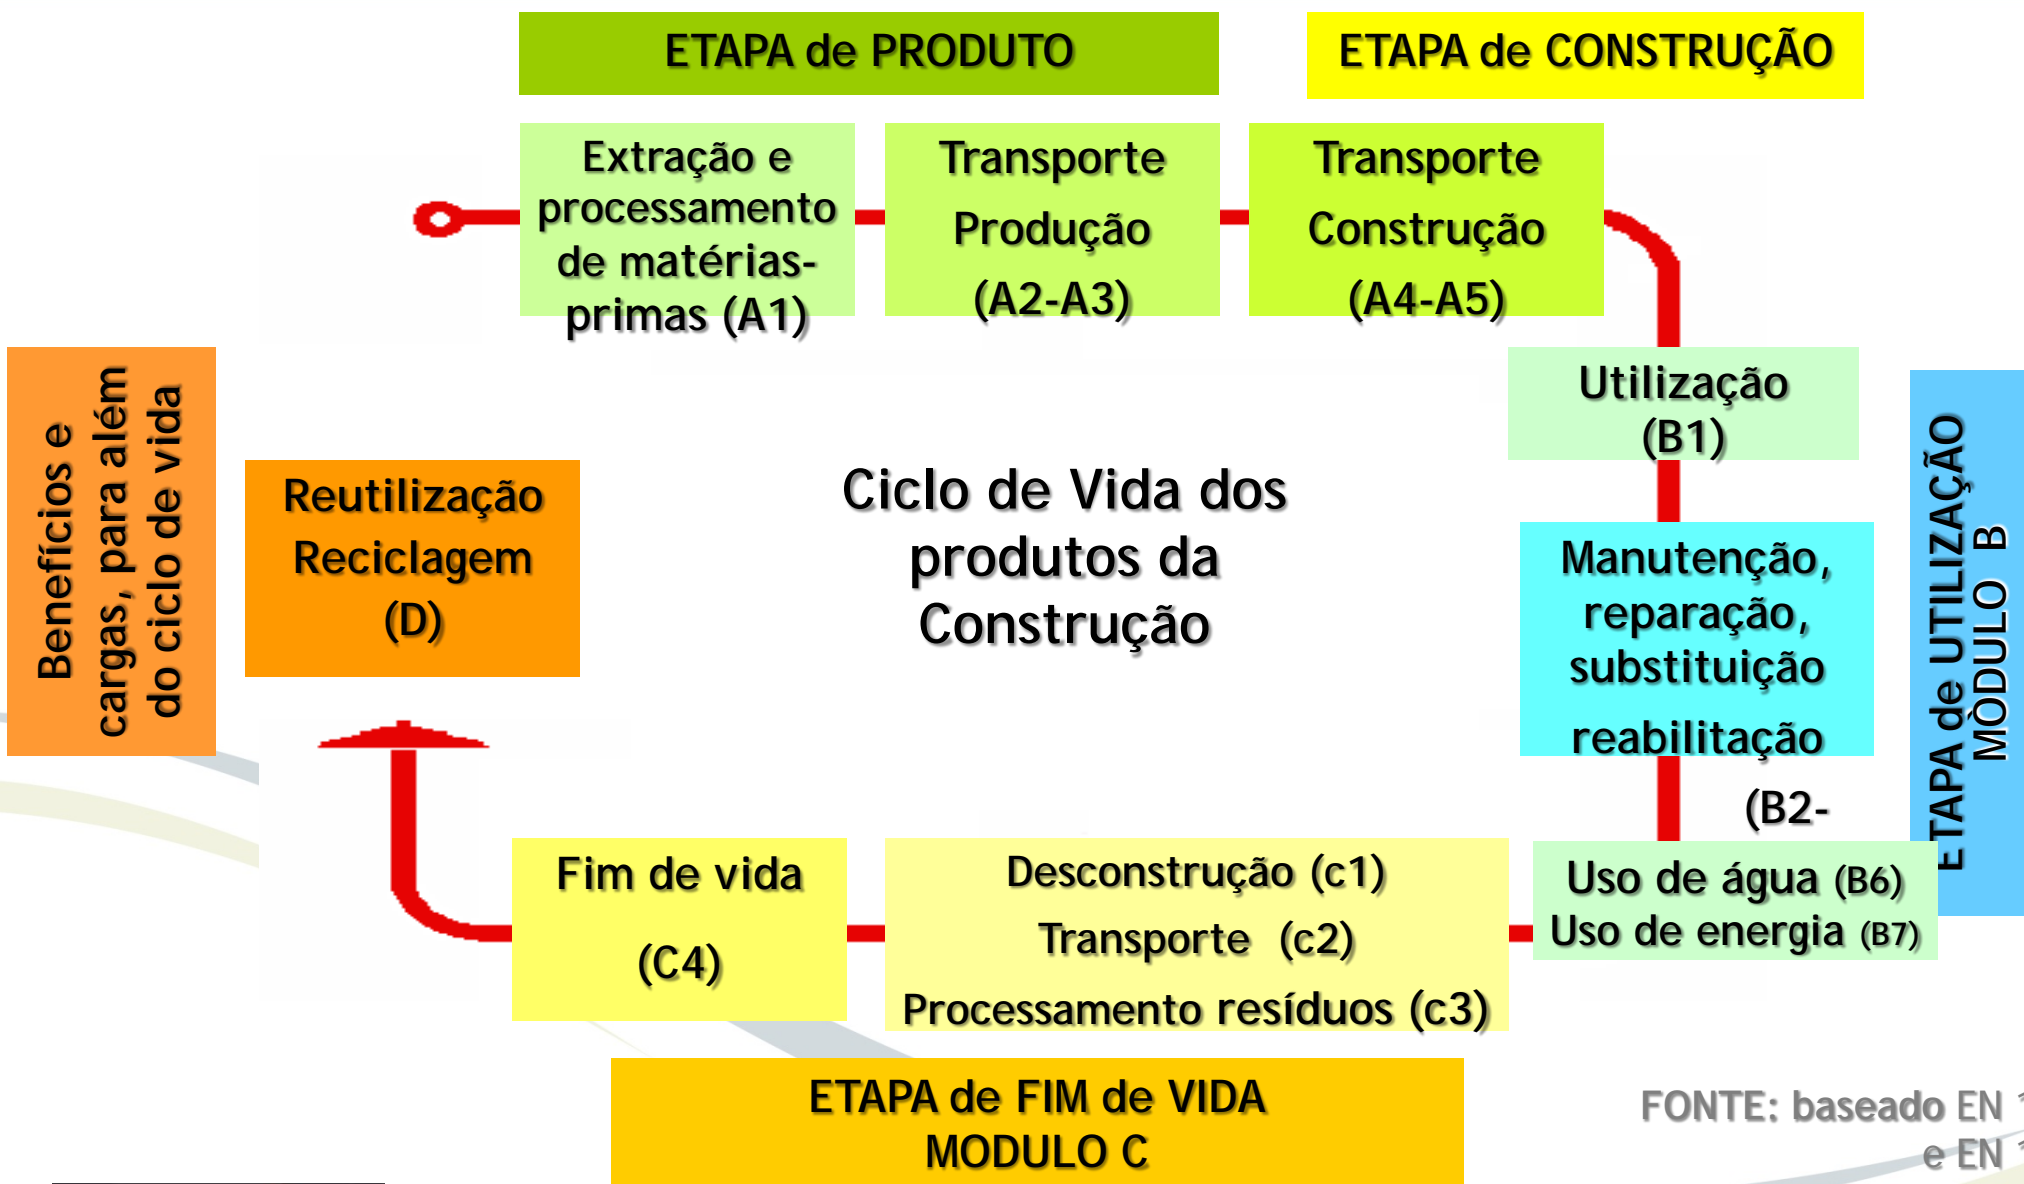 ETAPA de PRODUTO
ETAPA de CONSTRUÇÃO
Extração e
processamento
de matérias-
primas (A1)
Transporte
Produção
(A2-A3)
Transporte
Construção
(A4-A5)
Utilização
(B1)
Manutenção,
reparação,
substituição
reabilitação
(B2-
Uso de água (B6)
Uso de energia (B7)
ETAPA de UTILIZAÇÃO
MÒDULO B
Ciclo de Vida dos
produtos da
Construção
Desconstrução (c1)
Transporte (c2)
Processamento resíduos (c3)
Fim de vida
(C4)
ETAPA de FIM de VIDA
MODULO C
Reutilização
Reciclagem
(D)
Benefícios e
cargas, para além
do ciclo de vida
FONTE: baseado EN
e EN